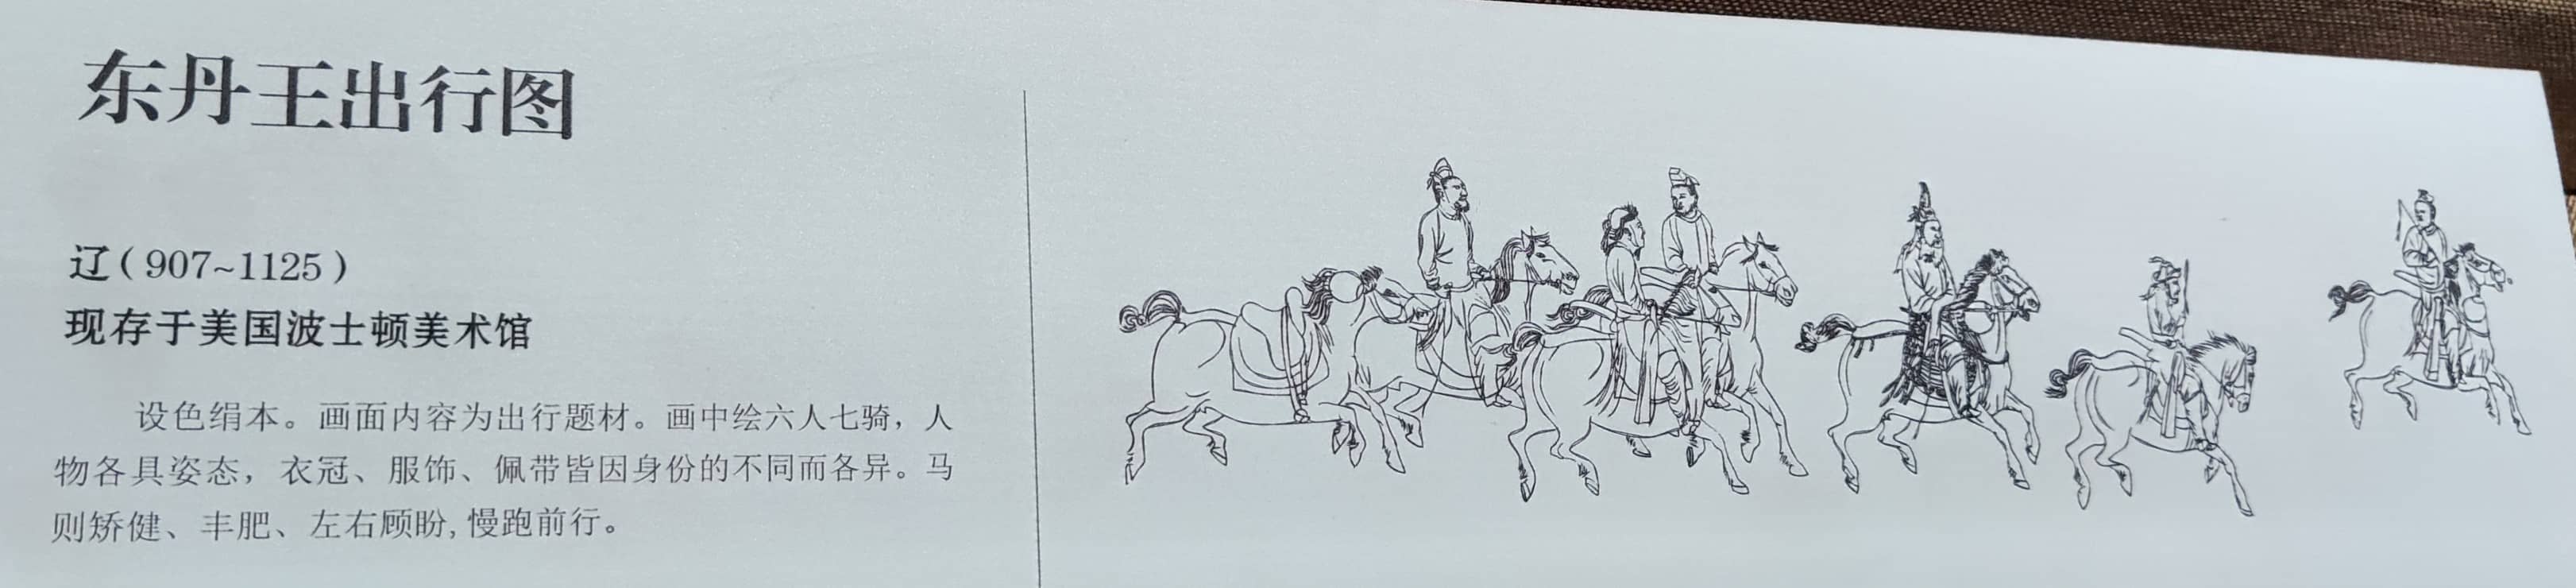 东丹王出行图
辽(907~1125)
现存于美国波士顿美术馆
设色绢本。画面内容为出行题材。画中绘六人七骑，人
物各具姿态，衣冠、服饰、佩带皆因身份的不同而各异。马
则矫健、丰肥、左右顾盼,慢跑前行。